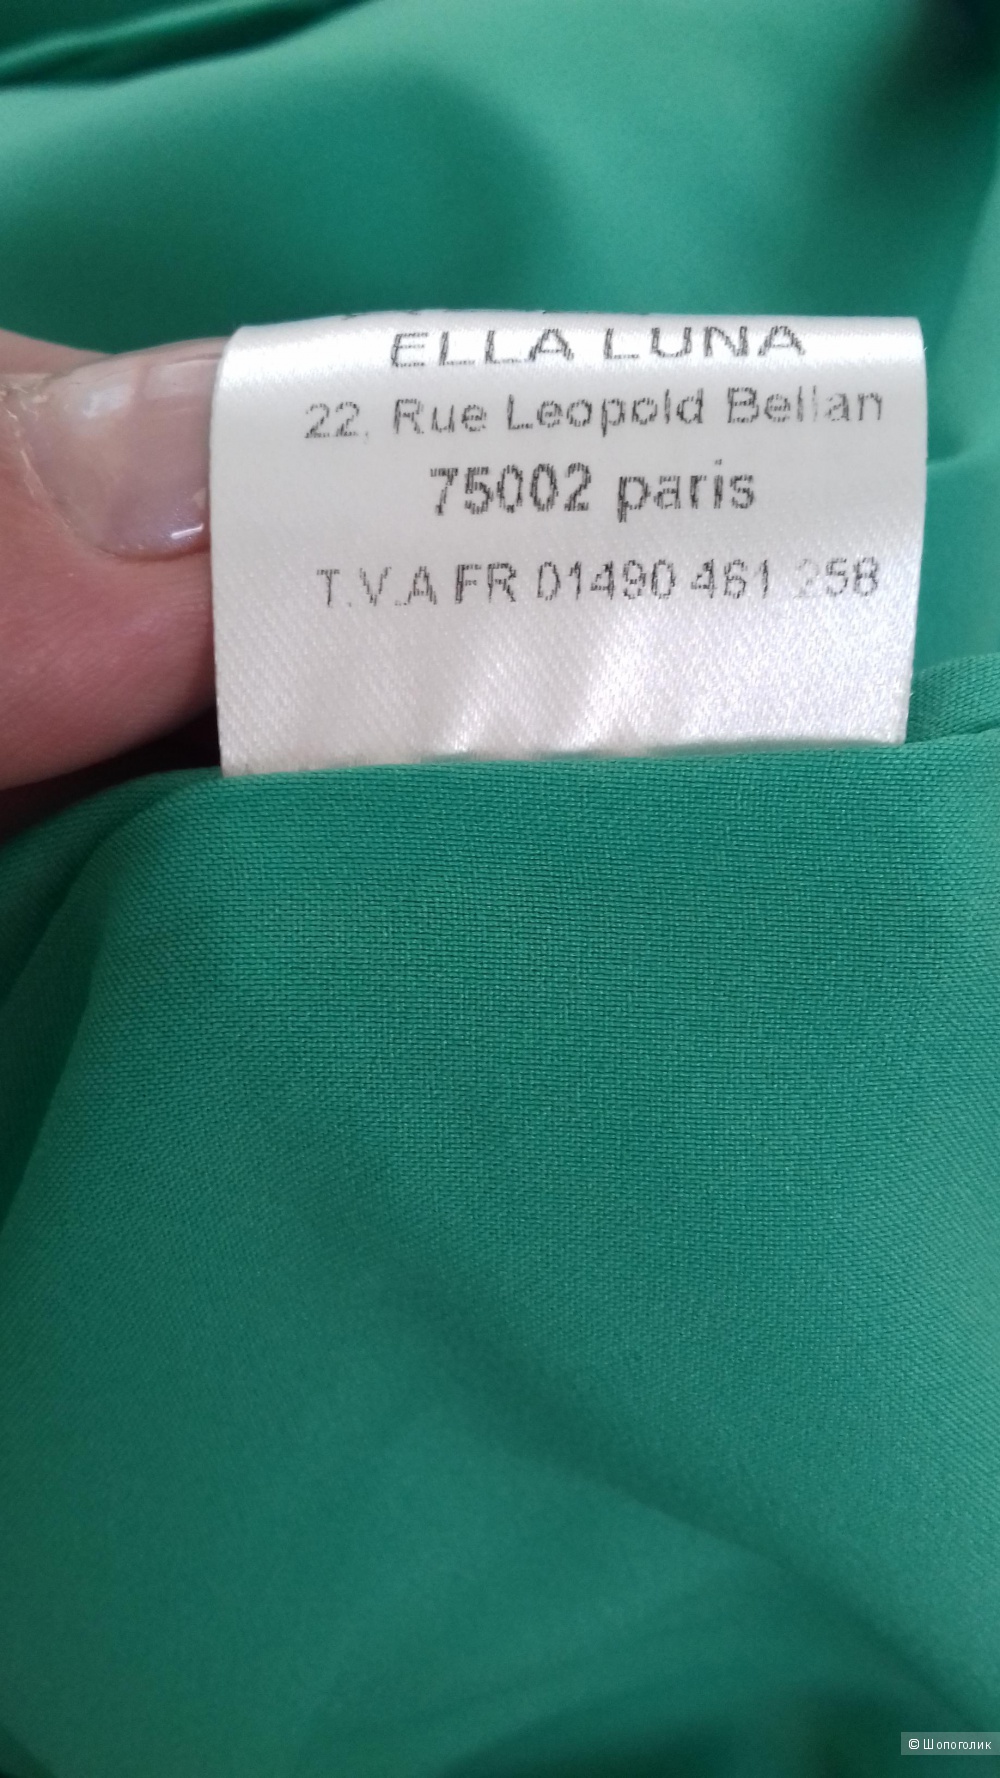 ELLA LUNA
22, Rue Leopold Bellan
75002 paris
T.V.A FR 01490 461 258
© Шопоголик